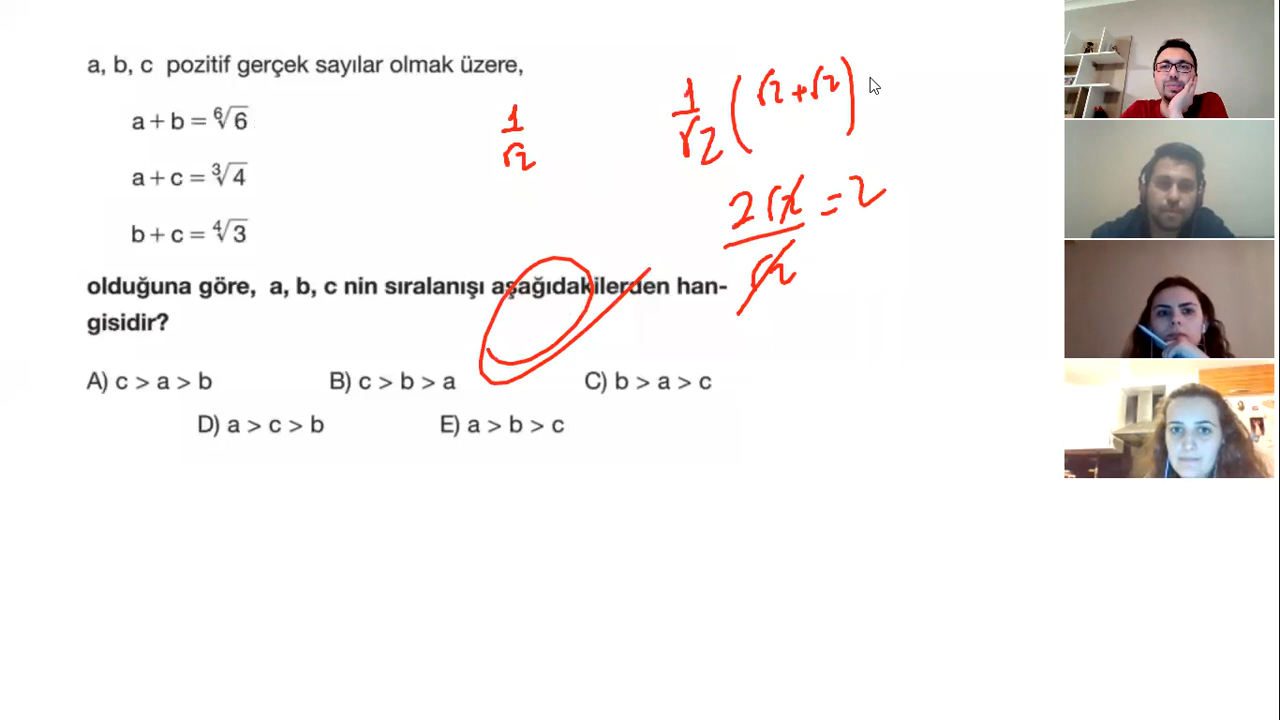 a, b, c pozitif gerçek sayılar olmak üzere,
a + b = ⁶√6
a + c = ³√4
b + c = ⁴√3
olduğuna göre, a, b, c nin sıralanışı aşağıdakilerden han-
gisidir?
A) c > a > b
B) c > b > a
C) b > a > c
D) a > c > b
E) a > b > c
1/√2
1/√2 (√2 + √2)
2√2/√2 = 2